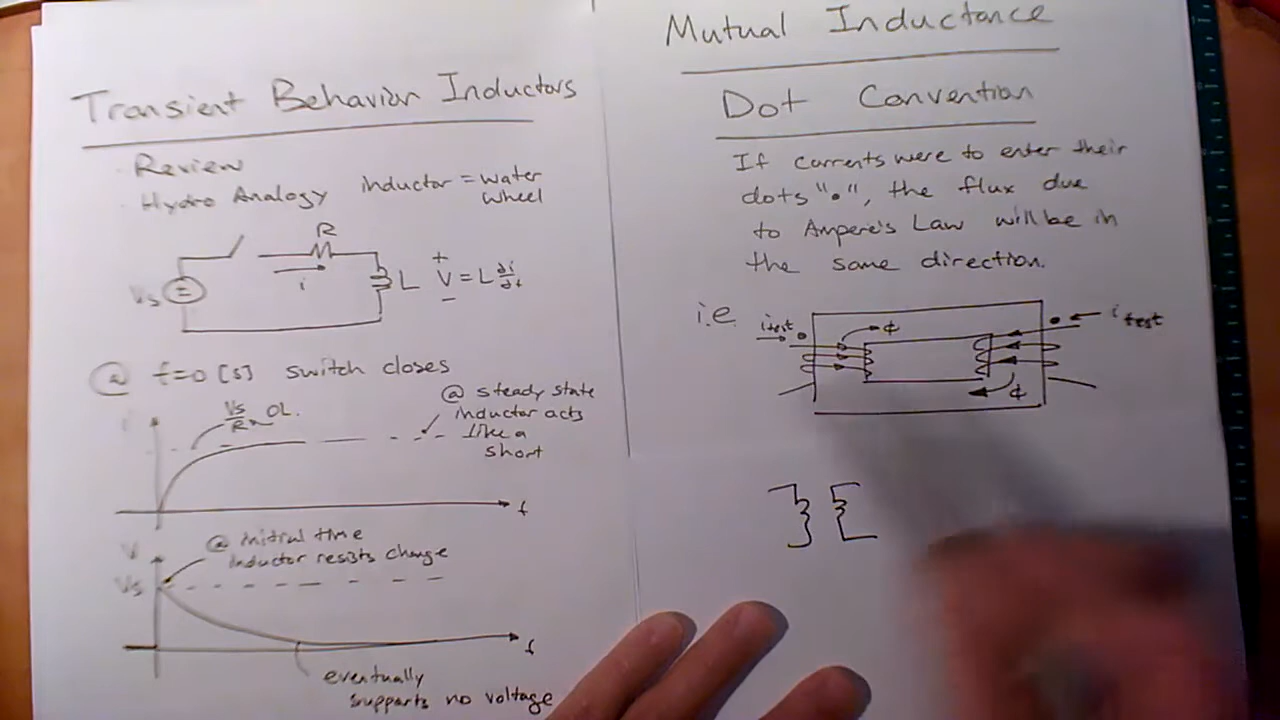 Transient Behavior Inductors
· Review
· Hydro Analogy inductor = water
wheel
R
Vs
i
L
+
V = L di/dt
-
@ t=0 [s] switch closes
i
Vs/R
@ steady state
inductor acts
like a
short
t
@ initial time
inductor resists change
V
Vs
t
eventually
supports no voltage
Mutual Inductance
Dot Convention
If currents were to enter their
dots "•", the flux due
to Ampere's Law will be in
the same direction.
i.e.
i test
ϕ
i test
ϕ